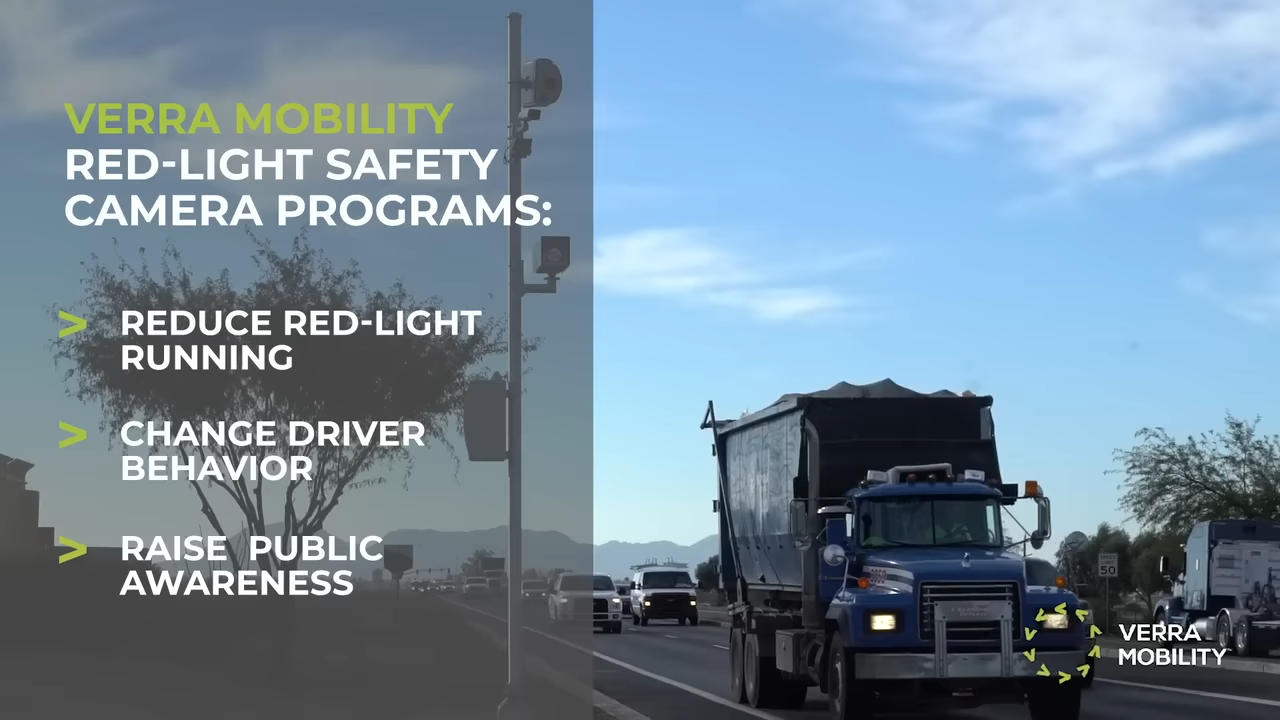 VERRA MOBILITY
RED-LIGHT SAFETY
CAMERA PROGRAMS:
> REDUCE RED-LIGHT
RUNNING
> CHANGE DRIVER
BEHAVIOR
> RAISE PUBLIC
AWARENESS
50
VERRA
MOBILITY